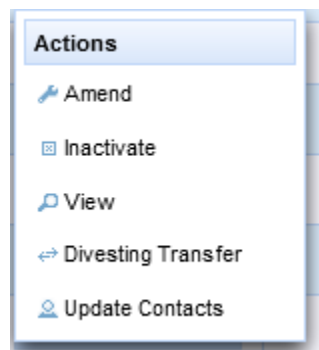 Actions
Amend
Inactivate
View
Divesting Transfer
Update Contacts